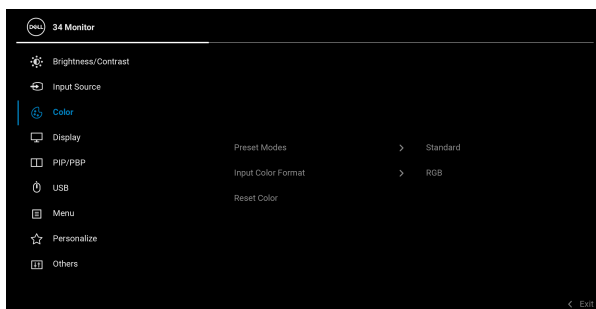 DELL
34 Monitor
Brightness/Contrast
Input Source
Color
Display
PIP/PBP
USB
Menu
Personalize
Others
Preset Modes > Standard
Input Color Format > RGB
Reset Color
< Exit